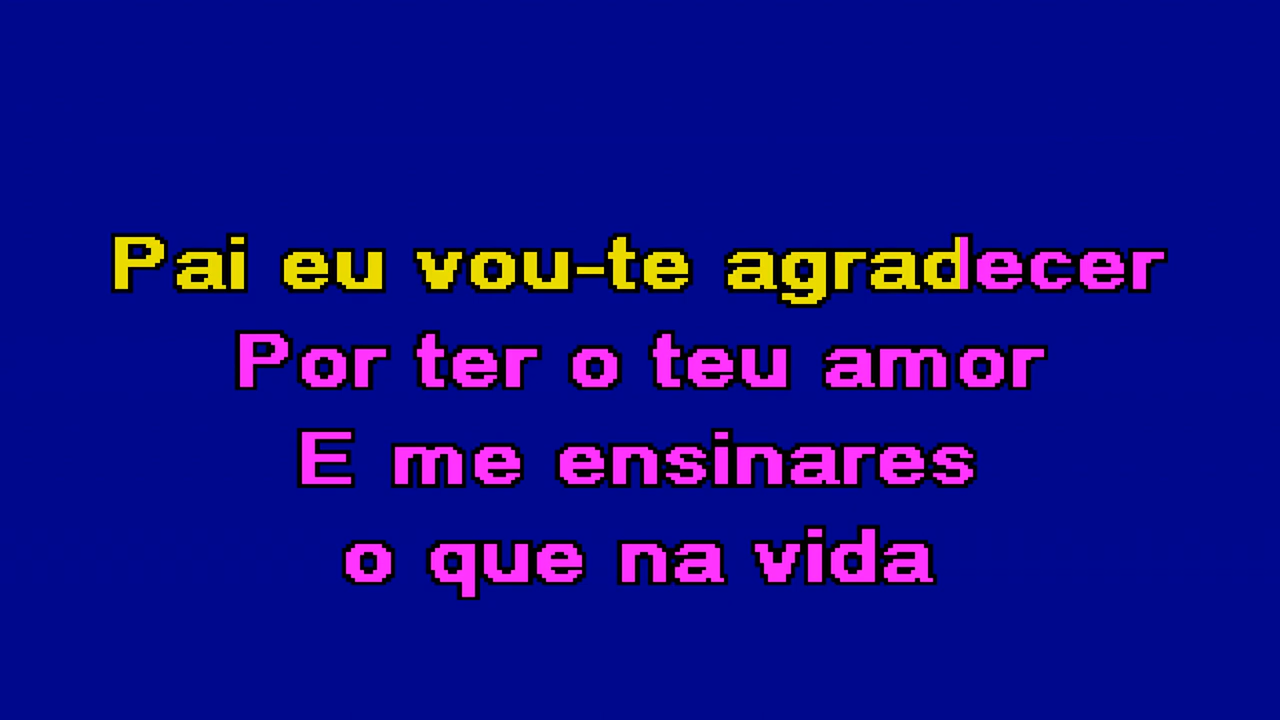 Pai eu vou-te agradecer
Por ter o teu amor
E me ensinares
o que na vida